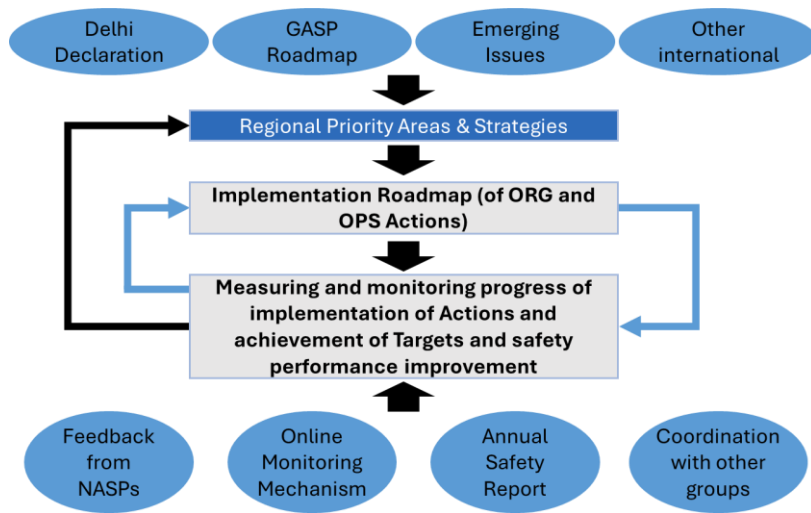 Delhi
Declaration
GASP
Roadmap
Emerging
Issues
Other
international
Regional Priority Areas & Strategies
Implementation Roadmap (of ORG and
OPS Actions)
Measuring and monitoring progress of
implementation of Actions and
achievement of Targets and safety
performance improvement
Feedback
from
NASPs
Online
Monitoring
Mechanism
Annual
Safety
Report
Coordination
with other
groups